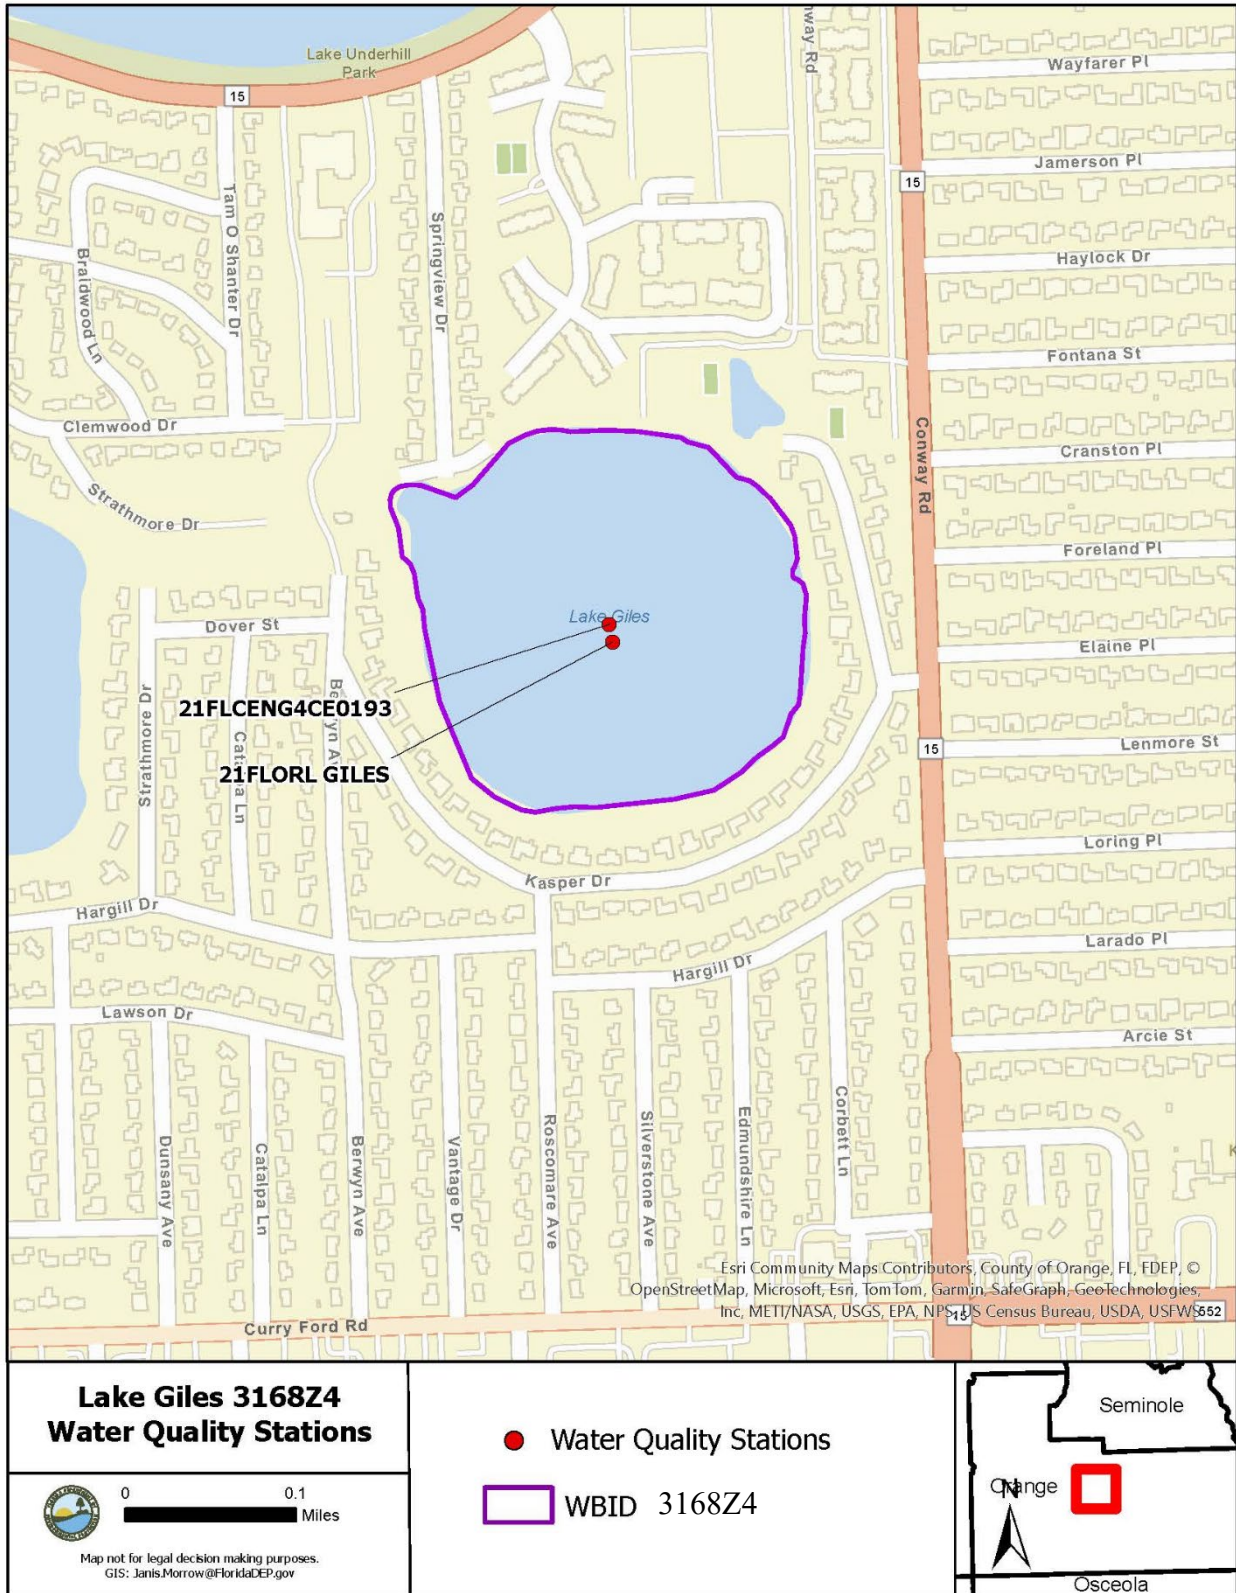 Lake Underhill
Park
nway Rd
Wayfarer Pl
15
Jamerson Pl
15
Tam O Shanter Dr
Springview Dr
Braidwood Ln
Haylock Dr
Fontana St
Clemwood Dr
Conway Rd
Cranston Pl
Strathmore Dr
Foreland Pl
Lake Giles
Dover St
Elaine Pl
21FLCENG4CE0193
Strathmore Dr
Catalpa Ln
Berwyn Ave
15
Lenmore St
21FLORL GILES
Loring Pl
Kasper Dr
Hargill Dr
Larado Pl
Hargill Dr
Lawson Dr
Arcie St
Dunsany Ave
Catalpa Ln
Berwyn Ave
Vantage Dr
Roscomare Ave
Silverstone Ave
Edmundshire Ln
Corbett Ln
K
Esri Community Maps Contributors, County of Orange, FL, FDEP, ©
OpenStreetMap, Microsoft, Esri, TomTom, Garmin, SafeGraph, GeoTechnologies,
Inc, METI/NASA, USGS, EPA, NPS, US Census Bureau, USDA, USFWS
15
552
Curry Ford Rd
Lake Giles 3168Z4
Water Quality Stations
0 0.1
Miles
Map not for legal decision making purposes.
GIS: Janis.Morrow@FloridaDEP.gov
Water Quality Stations
WBID 3168Z4
Seminole
Orange
N
Osceola